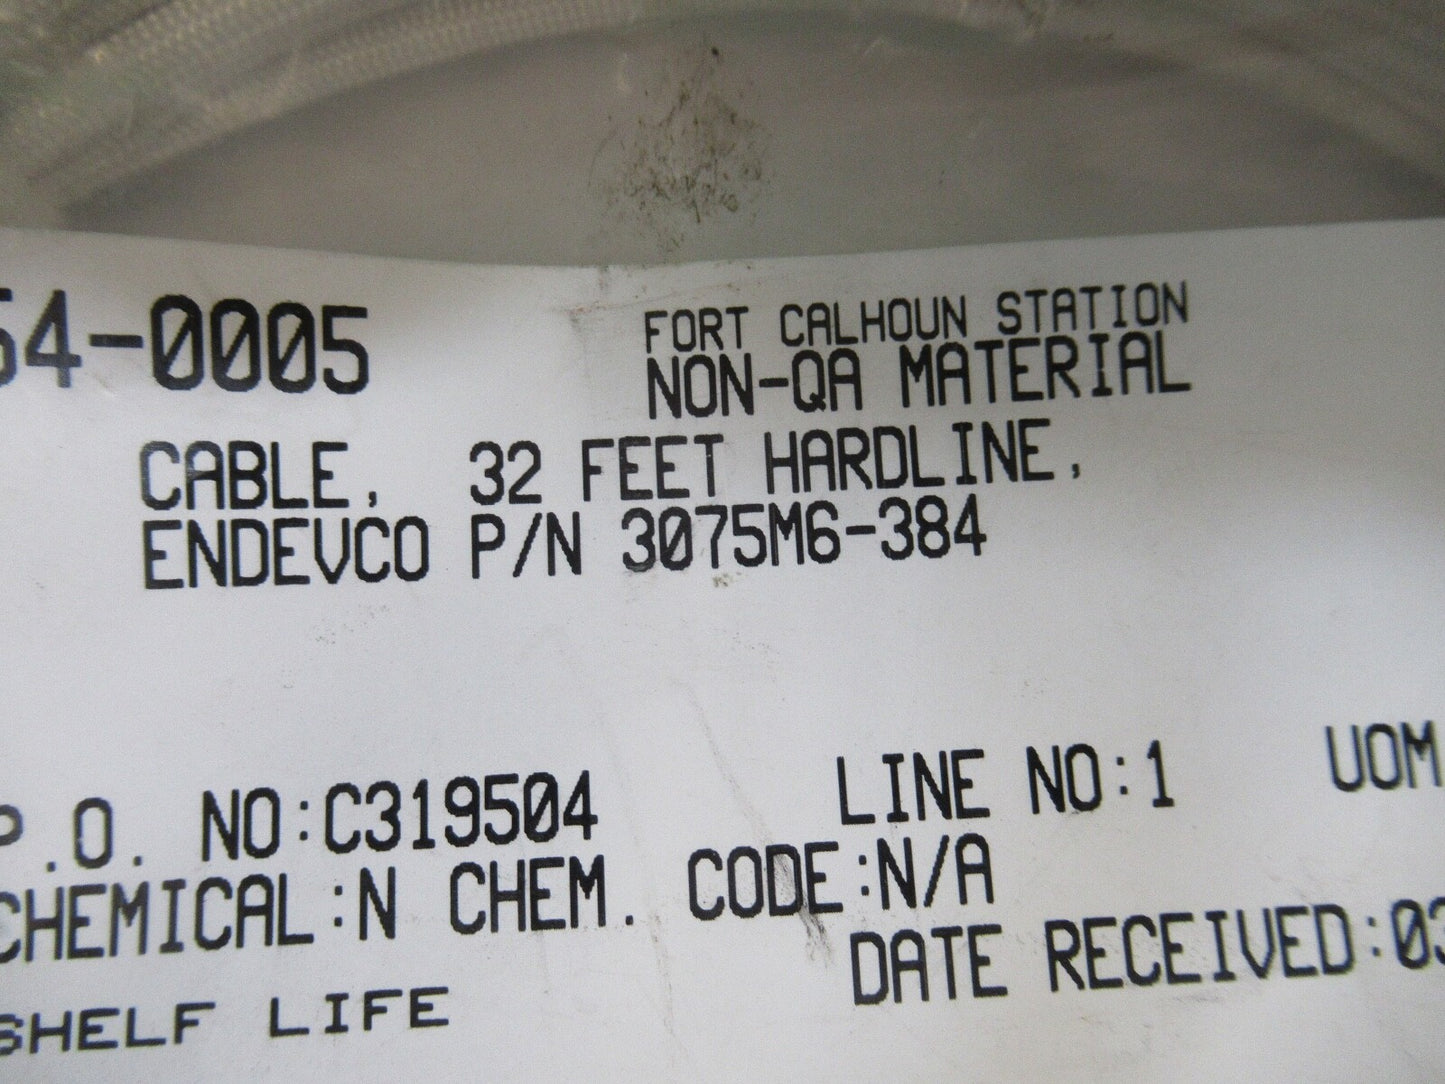 54-0005
FORT CALHOUN STATION
NON-QA MATERIAL
CABLE, 32 FEET HARDLINE,
ENDEVCO P/N 3075M6-384
P.O. NO:C319504 LINE NO:1 UOM
CHEMICAL:N CHEM. CODE:N/A
DATE RECEIVED:03
SHELF LIFE